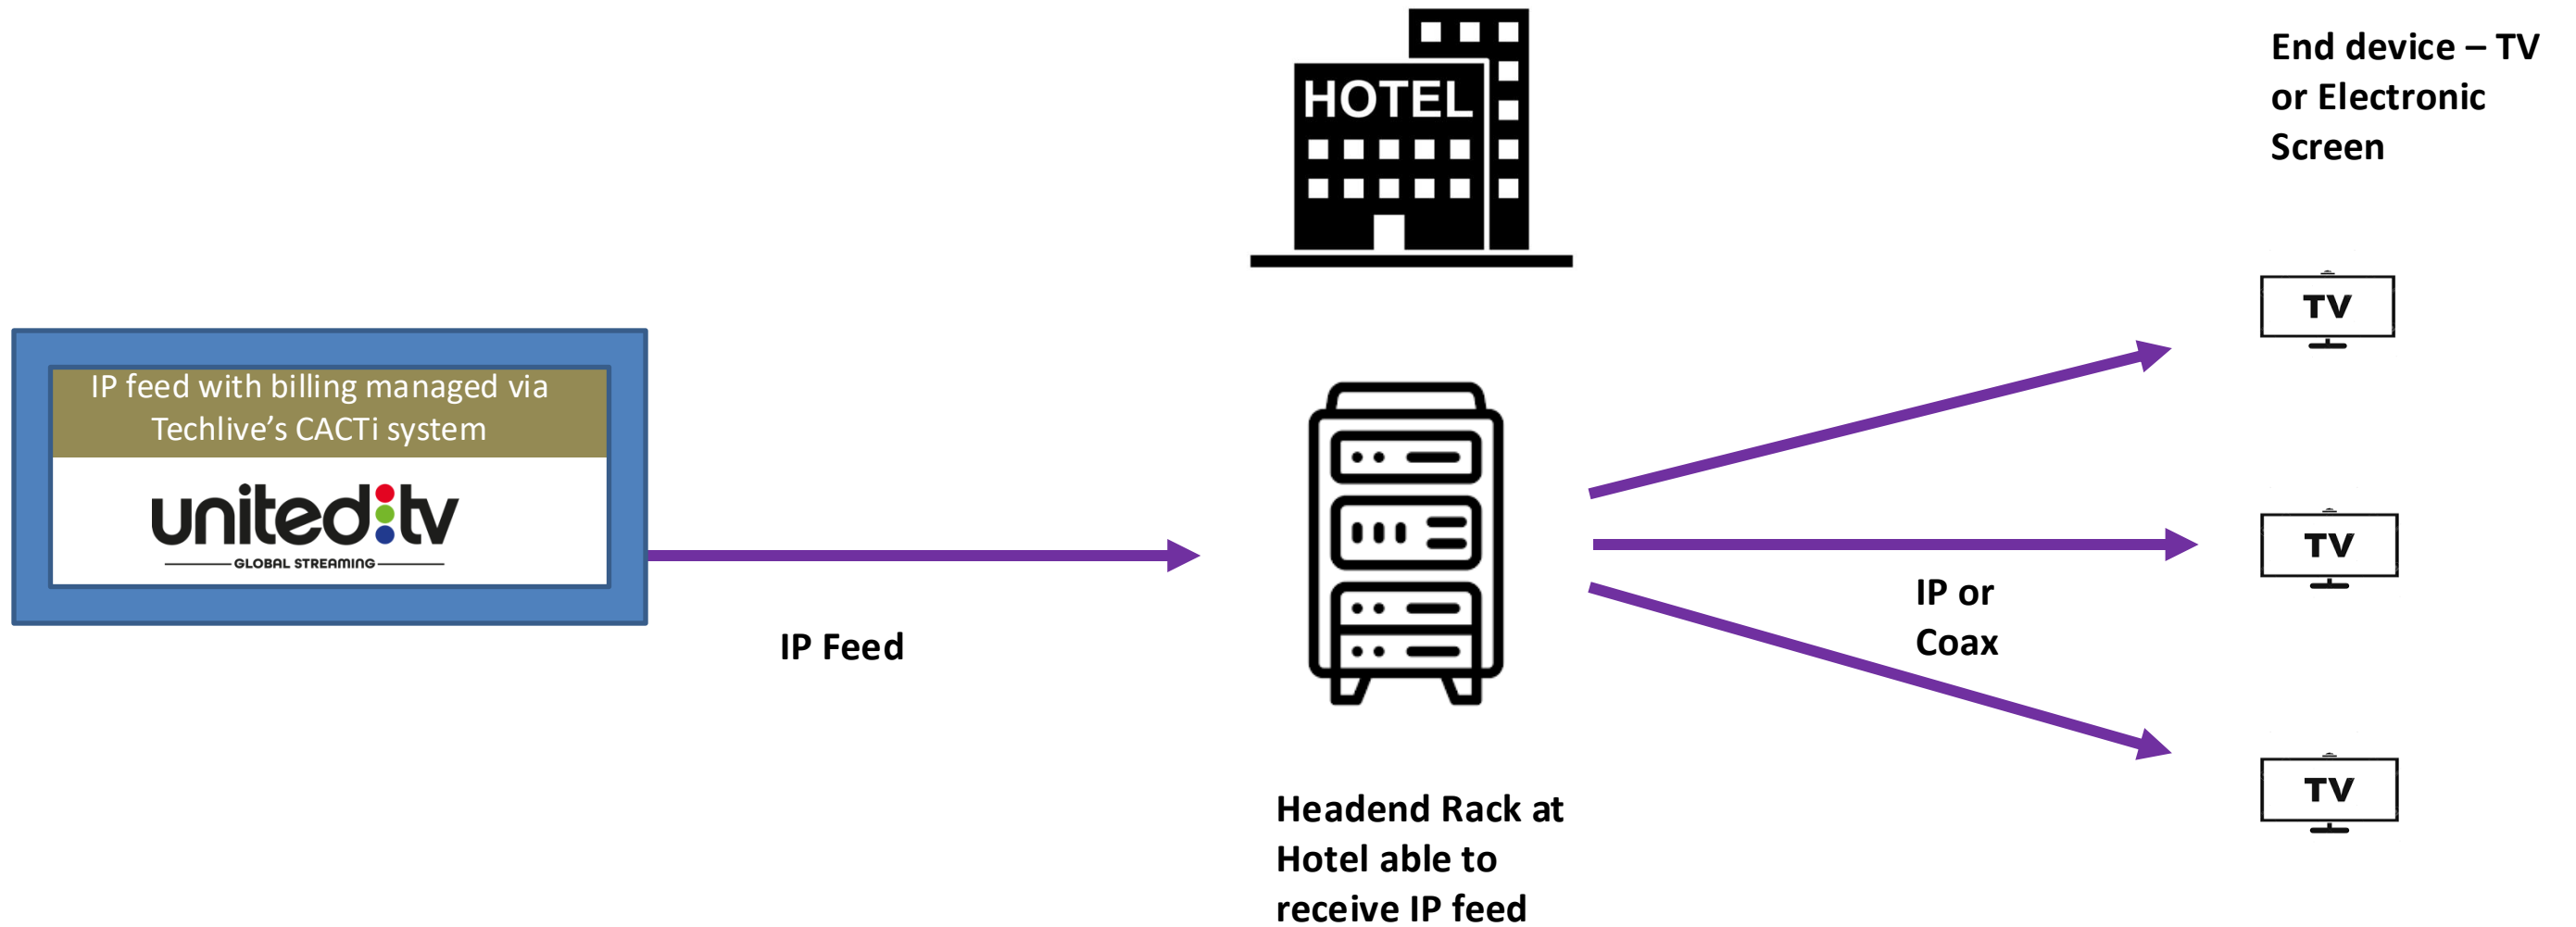 HOTEL
End device – TV
or Electronic
Screen
TV
IP feed with billing managed via
Techlive’s CACTi system
united:tv
GLOBAL STREAMING
IP Feed
TV
IP or
Coax
TV
Headend Rack at
Hotel able to
receive IP feed